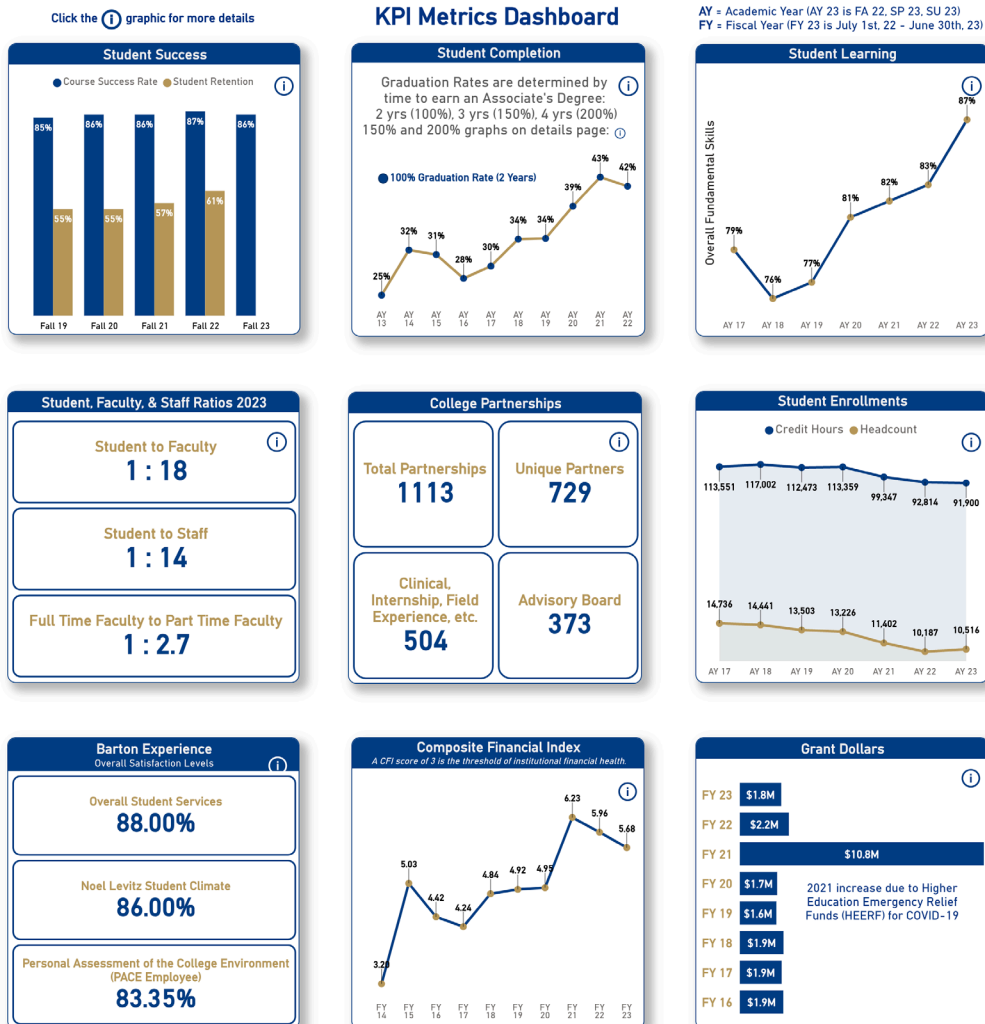 Click the i graphic for more details
KPI Metrics Dashboard
AY = Academic Year (AY 23 is FA 22, SP 23, SU 23)
FY = Fiscal Year (FY 23 is July 1st, 22 - June 30th, 23)
Student Success
Course Success Rate Student Retention
i
85% 86% 86% 87% 86%
55% 55% 57% 61%
Fall 19 Fall 20 Fall 21 Fall 22 Fall 23
Student Completion
Graduation Rates are determined by
time to earn an Associate's Degree:
2 yrs (100%), 3 yrs (150%), 4 yrs (200%)
150% and 200% graphs on details page: i
i
100% Graduation Rate (2 Years)
25% 32% 31% 28% 30% 34% 34% 39% 43% 42%
AY AY AY AY AY AY AY AY AY AY
13 14 15 16 17 18 19 20 21 22
Student Learning
i
Overall Fundamental Skills
79% 76% 77% 81% 82% 83% 87%
AY 17 AY 18 AY 19 AY 20 AY 21 AY 22 AY 23
Student, Faculty, & Staff Ratios 2023
i
Student to Faculty
1 : 18
Student to Staff
1 : 14
Full Time Faculty to Part Time Faculty
1 : 2.7
College Partnerships
i
Total Partnerships
1113
Unique Partners
729
Clinical,
Internship, Field
Experience, etc.
504
Advisory Board
373
Student Enrollments
Credit Hours Headcount
i
113,551 117,002 112,473 113,359 99,347 92,814 91,900
14,736 14,441 13,503 13,226 11,402 10,187 10,516
AY 17 AY 18 AY 19 AY 20 AY 21 AY 22 AY 23
Barton Experience
Overall Satisfaction Levels
i
Overall Student Services
88.00%
Noel Levitz Student Climate
86.00%
Personal Assessment of the College Environment
(PACE Employee)
83.35%
Composite Financial Index
A CFI score of 3 is the threshold of institutional financial health.
i
3.20 5.03 4.42 4.24 4.84 4.92 4.95 6.23 5.96 5.68
FY FY FY FY FY FY FY FY FY FY
14 15 16 17 18 19 20 21 22 23
Grant Dollars
i
FY 23 $1.8M
FY 22 $2.2M
FY 21 $10.8M
FY 20 $1.7M
FY 19 $1.6M
FY 18 $1.9M
FY 17 $1.9M
FY 16 $1.9M
2021 increase due to Higher
Education Emergency Relief
Funds (HEERF) for COVID-19